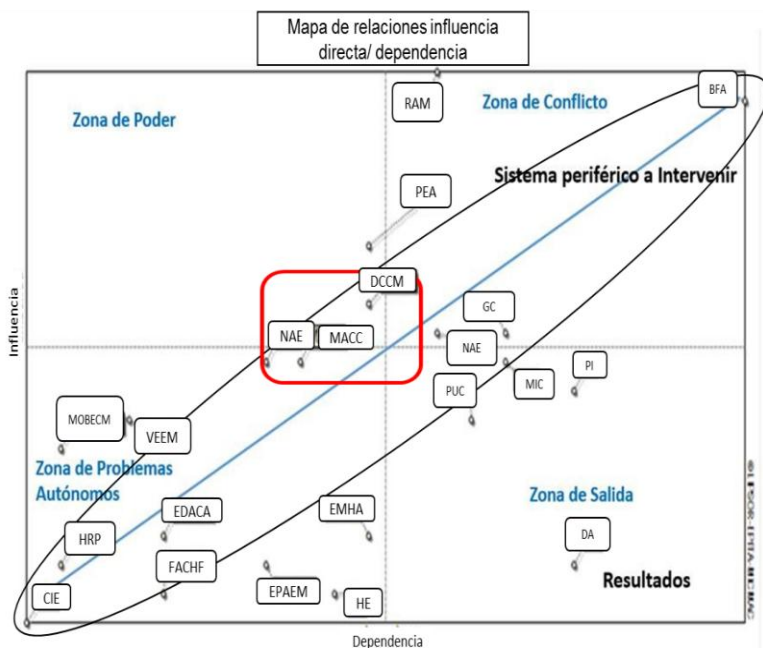 Mapa de relaciones influencia
directa/ dependencia
RAM
Zona de Conflicto
BFA
Zona de Poder
Sistema periférico a Intervenir
PEA
DCCM
GC
NAE
MACC
NAE
Influencia
MIC
PI
PUC
MOBECM
VEEM
Zona de Problemas
Autónomos
Zona de Salida
EDACA
EMHA
HRP
DA
FACHF
EPAEM
HE
Resultados
CIE
Dependencia